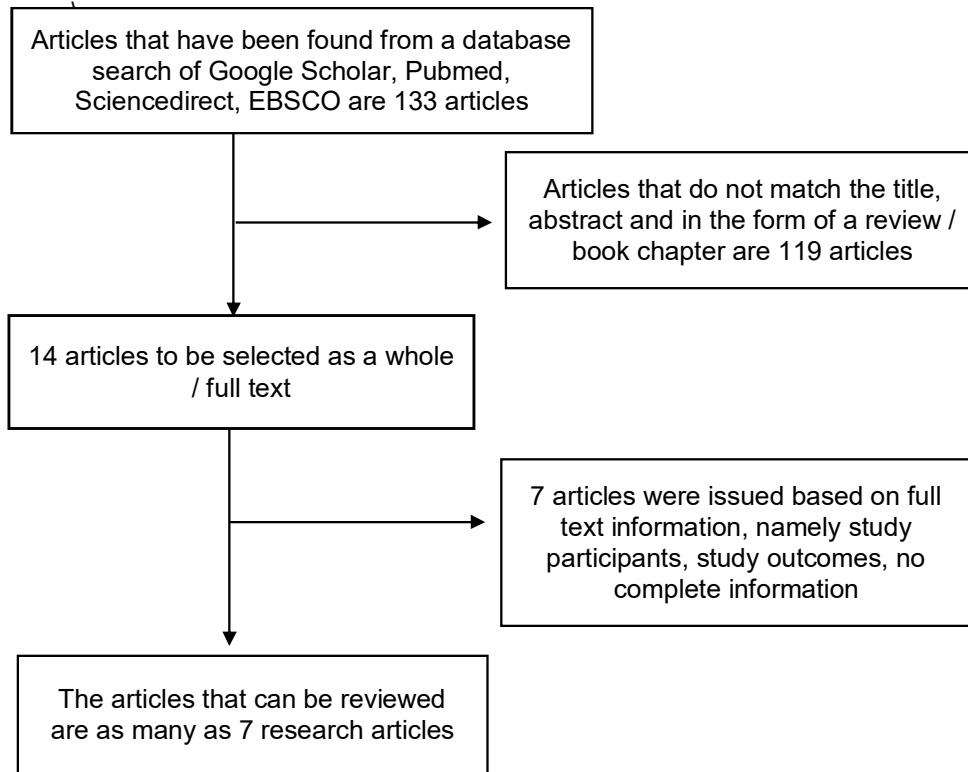 Articles that have been found from a database
search of Google Scholar, Pubmed,
Sciencedirect, EBSCO are 133 articles
Articles that do not match the title,
abstract and in the form of a review /
book chapter are 119 articles
14 articles to be selected as a whole
/ full text
7 articles were issued based on full
text information, namely study
participants, study outcomes, no
complete information
The articles that can be reviewed
are as many as 7 research articles